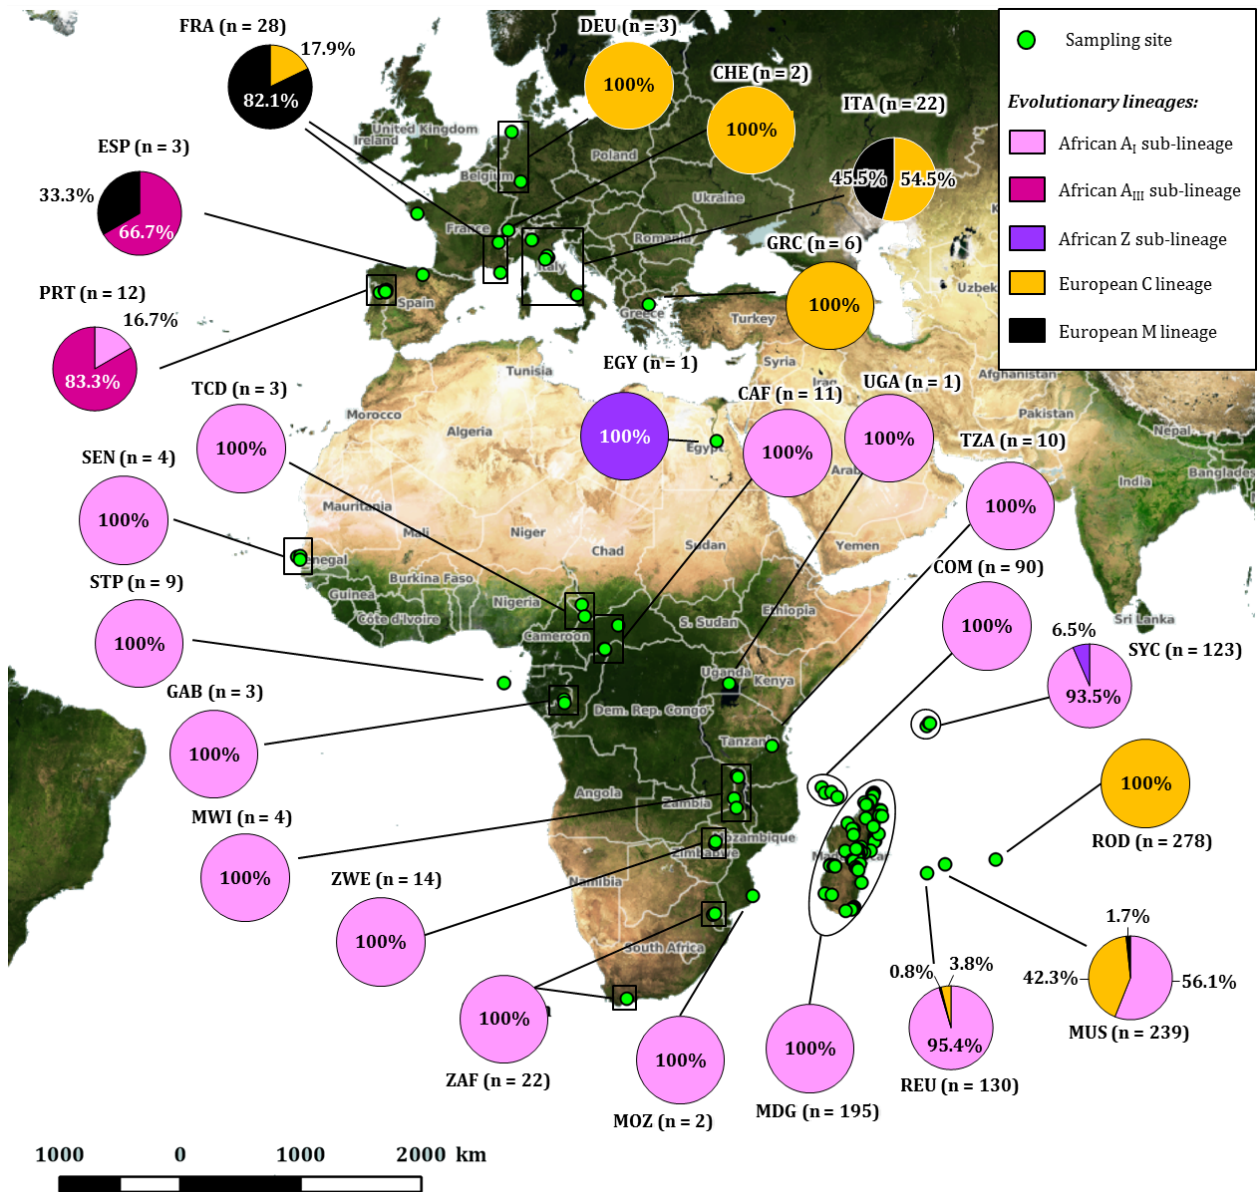 FRA (n = 28)
17.9%
82.1%
DEU (n = 3)
100%
CHE (n = 2)
100%
ITA (n = 22)
45.5%
54.5%
Sampling site
Evolutionary lineages:
African AI sub-lineage
African AIII sub-lineage
African Z sub-lineage
European C lineage
European M lineage
ESP (n = 3)
33.3%
66.7%
United Kingdom
Ireland
Belgium
Poland
Ukraine
France
Romania
Italy
GRC (n = 6)
100%
Uzbek
PRT (n = 12)
16.7%
83.3%
Spain
Greece
Turkey
Syria
Iraq
Afghanistan
Pakistan
Nepal
Bangladesh
India
Sri Lanka
Tunisia
Morocco
Algeria
EGY (n = 1)
100%
Egypt
CAF (n = 11)
100%
UGA (n = 1)
100%
Arab
TZA (n = 10)
100%
TCD (n = 3)
100%
SEN (n = 4)
100%
Mauritania
Mali
Niger
Chad
Sudan
Yemen
negal
Burkina Faso
Guinea
Côte d'Ivoire
Nigeria
Cameroon
S. Sudan
Ethiopia
COM (n = 90)
100%
STP (n = 9)
100%
6.5%
SYC (n = 123)
93.5%
Uganda
Kenya
Dem. Rep. Congo
Tanzani
GAB (n = 3)
100%
Angola
Zambia
ozambique
Zimbabwe
Namibia
South Africa
100%
ROD (n = 278)
MWI (n = 4)
100%
ZWE (n = 14)
100%
100%
ZAF (n = 22)
100%
MOZ (n = 2)
100%
MDG (n = 195)
0.8%
3.8%
95.4%
REU (n = 130)
1.7%
42.3%
56.1%
MUS (n = 239)
1000
0
1000
2000 km